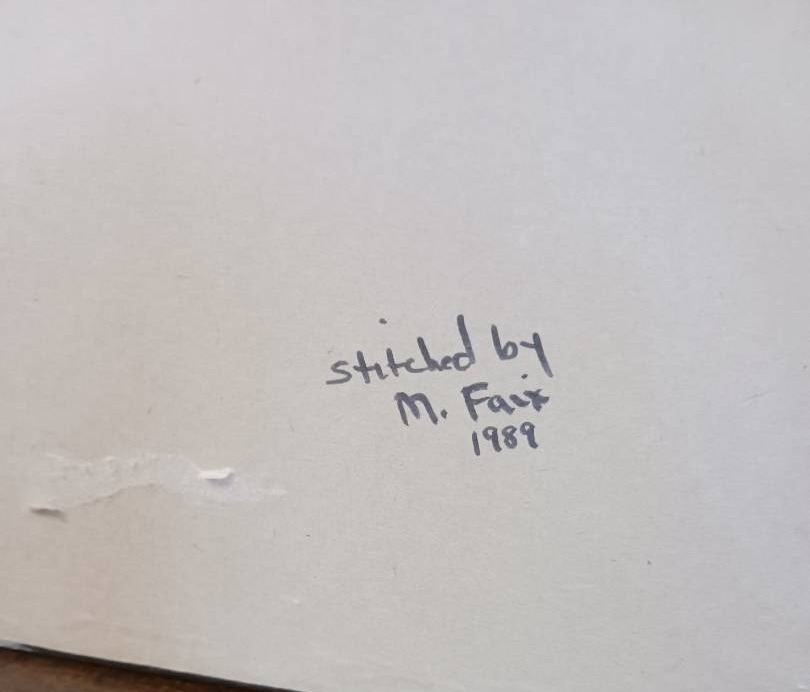 stitched by
M. Faix
1989